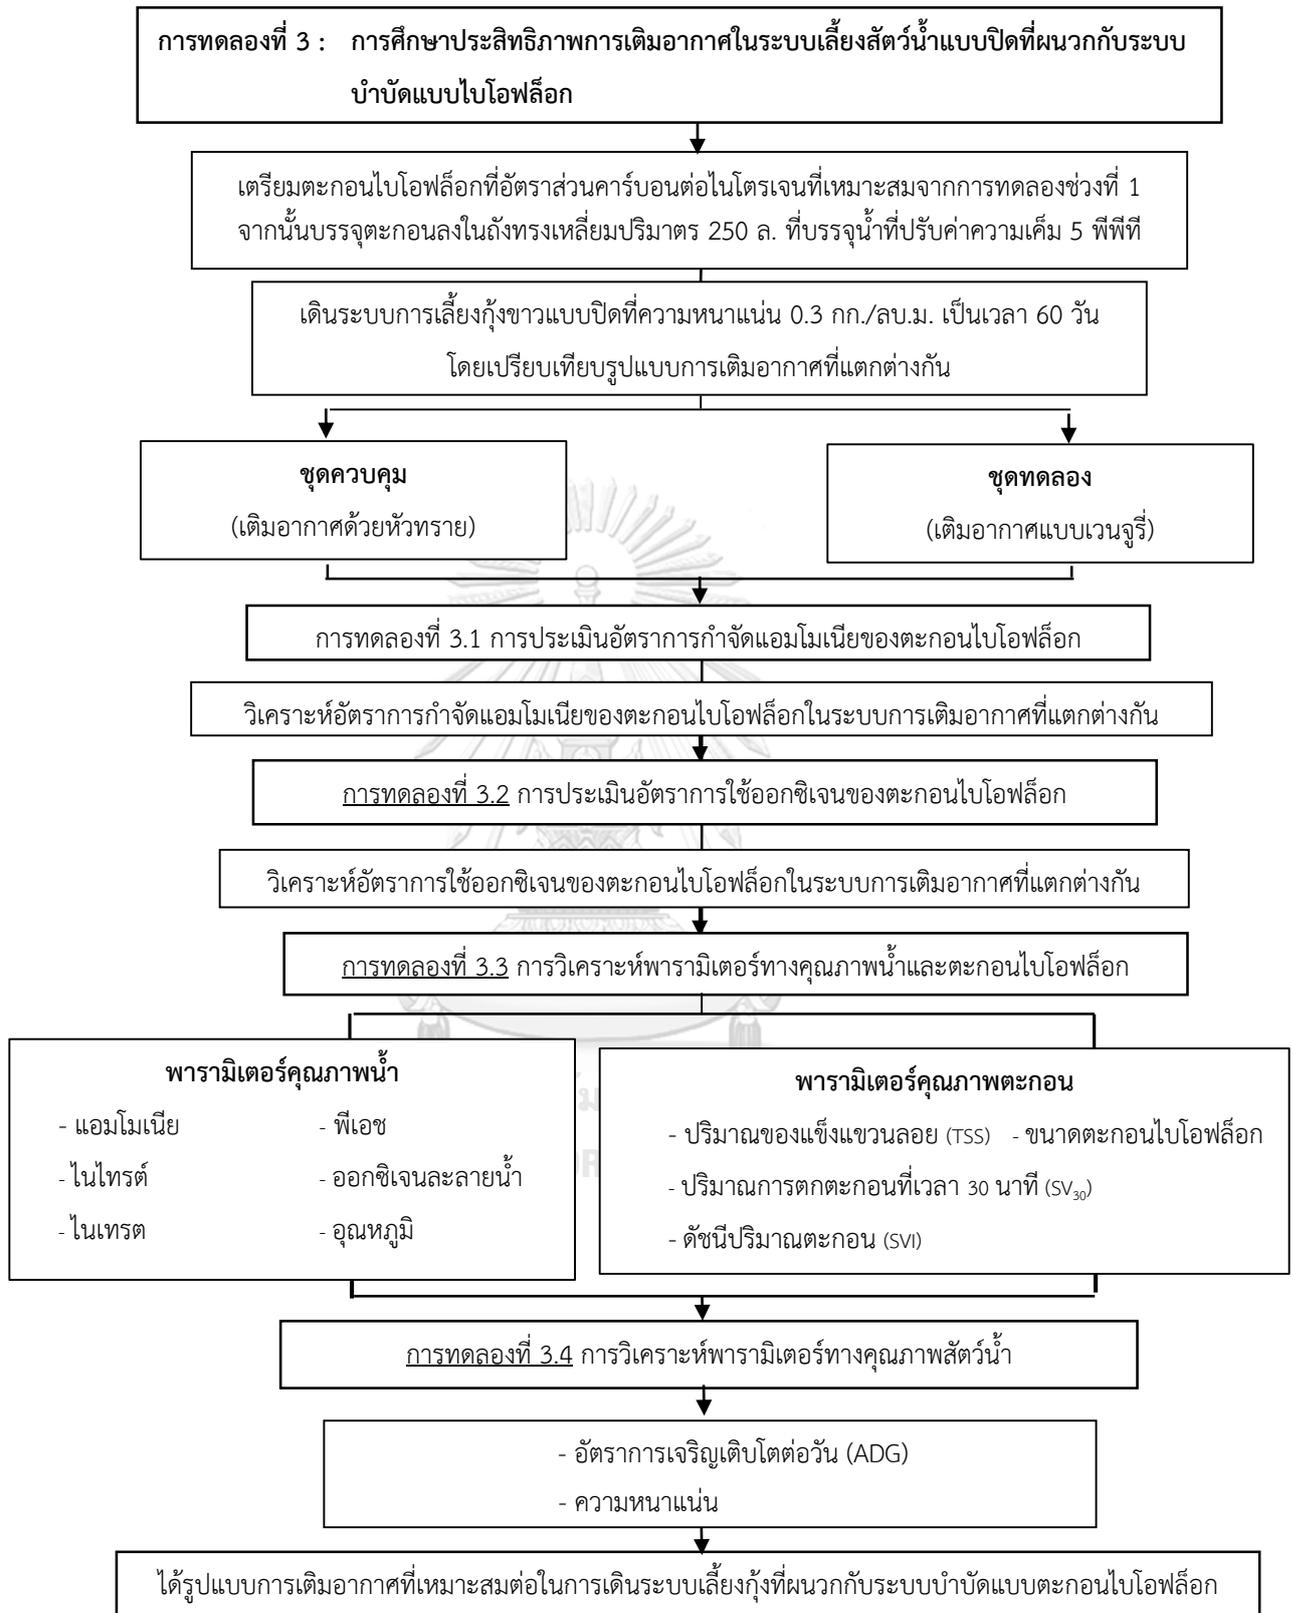 การทดลองที่ 3 : การศึกษาประสิทธิภาพการเติมอากาศในระบบเลี้ยงสัตว์น้ำแบบปิดที่ผนวกกับระบบ
บำบัดแบบไบโอฟล็อก
เตรียมตะกอนไบโอฟล็อกที่อัตราส่วนคาร์บอนต่อไนโตรเจนที่เหมาะสมจากการทดลองช่วงที่ 1
จากนั้นบรรจุตะกอนลงในถังทรงเหลี่ยมปริมาตร 250 ล. ที่บรรจุน้ำที่ปรับค่าความเค็ม 5 พีพีที
เดินระบบการเลี้ยงกุ้งขาวแบบปิดที่ความหนาแน่น 0.3 กก./ลบ.ม. เป็นเวลา 60 วัน
โดยเปรียบเทียบรูปแบบการเติมอากาศที่แตกต่างกัน
ชุดควบคุม
(เติมอากาศด้วยหัวทราย)
ชุดทดลอง
(เติมอากาศแบบเวนจูรี่)
การทดลองที่ 3.1 การประเมินอัตราการกำจัดแอมโมเนียของตะกอนไบโอฟล็อก
วิเคราะห์อัตราการกำจัดแอมโมเนียของตะกอนไบโอฟล็อกในระบบการเติมอากาศที่แตกต่างกัน
การทดลองที่ 3.2 การประเมินอัตราการใช้ออกซิเจนของตะกอนไบโอฟล็อก
วิเคราะห์อัตราการใช้ออกซิเจนของตะกอนไบโอฟล็อกในระบบการเติมอากาศที่แตกต่างกัน
การทดลองที่ 3.3 การวิเคราะห์พารามิเตอร์ทางคุณภาพน้ำและตะกอนไบโอฟล็อก
พารามิเตอร์คุณภาพน้ำ
- แอมโมเนีย - พีเอช
- ไนไทรต์ - ออกซิเจนละลายน้ำ
- ไนเทรต - อุณหภูมิ
พารามิเตอร์คุณภาพตะกอน
- ปริมาณของแข็งแขวนลอย (TSS) - ขนาดตะกอนไบโอฟล็อก
- ปริมาณการตกตะกอนที่เวลา 30 นาที (SV₃₀)
- ดัชนีปริมาณตะกอน (SVI)
การทดลองที่ 3.4 การวิเคราะห์พารามิเตอร์ทางคุณภาพสัตว์น้ำ
- อัตราการเจริญเติบโตต่อวัน (ADG)
- ความหนาแน่น
ได้รูปแบบการเติมอากาศที่เหมาะสมต่อในการเดินระบบเลี้ยงกุ้งที่ผนวกกับระบบบำบัดแบบตะกอนไบโอฟล็อก